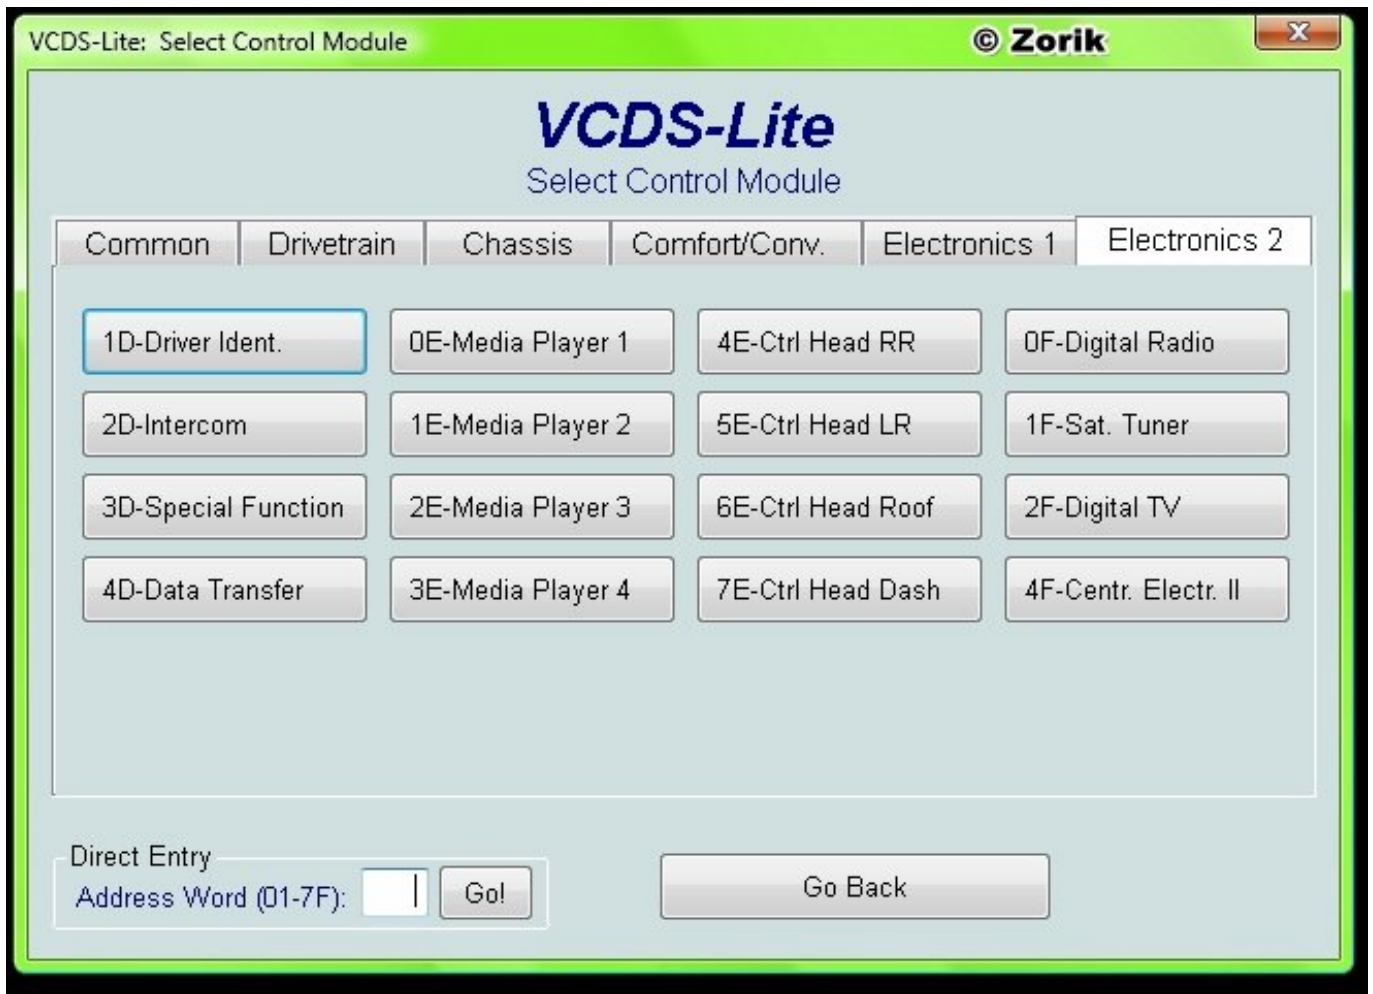 VCDS-Lite: Select Control Module
© Zorik
X
VCDS-Lite
Select Control Module
Common
Drivetrain
Chassis
Comfort/Conv.
Electronics 1
Electronics 2
1D-Driver Ident.
0E-Media Player 1
4E-Ctrl Head RR
0F-Digital Radio
2D-Intercom
1E-Media Player 2
5E-Ctrl Head LR
1F-Sat. Tuner
3D-Special Function
2E-Media Player 3
6E-Ctrl Head Roof
2F-Digital TV
4D-Data Transfer
3E-Media Player 4
7E-Ctrl Head Dash
4F-Centr. Electr. II
Direct Entry
Address Word (01-7F):
Go!
Go Back